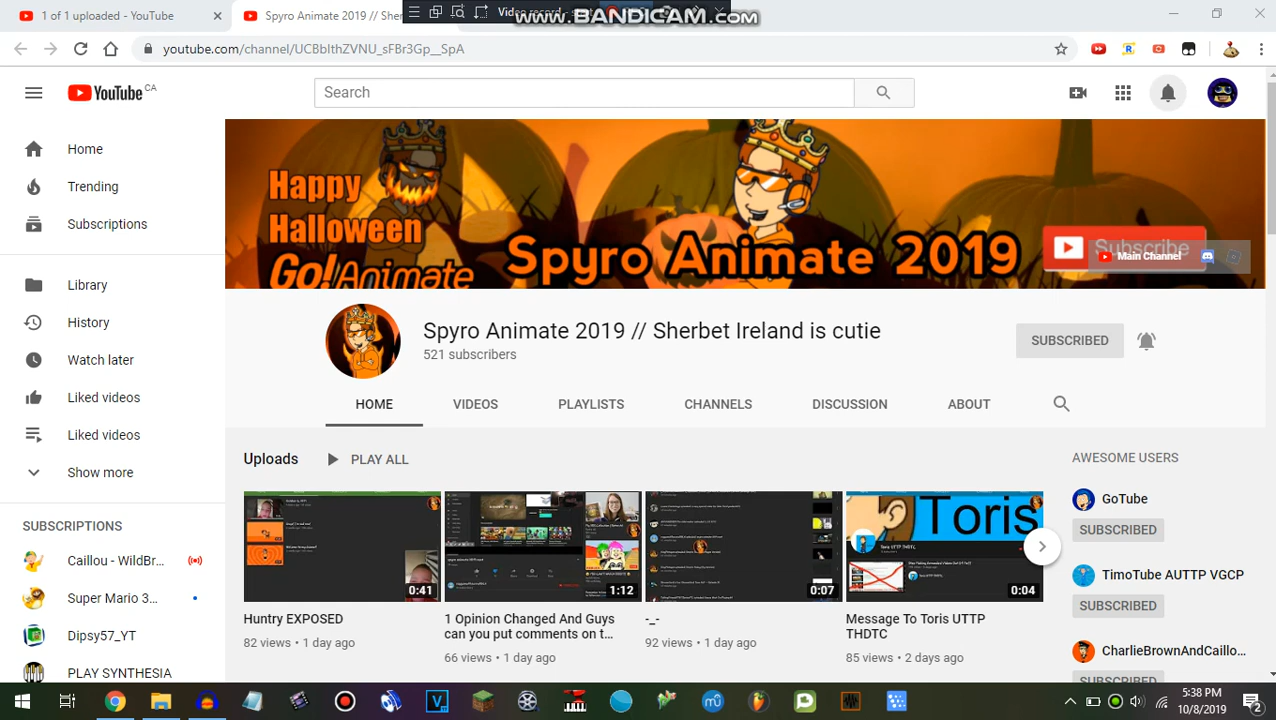 1 of 1 uploaded - YouTube
Spyro Animate 2019 // Sher
Video record
www.BANDICAM.com
youtube.com/channel/UCBbIthZVNU_sFBr3Gp__SpA
YouTube CA
Search
Home
Trending
Subscriptions
Library
History
Watch later
Liked videos
Liked videos
Show more
SUBSCRIPTIONS
Caillou - WildBr...
Super Mario 3...
Dipsy57_YT
PLAY SYNTHESIA
Happy
Halloween
Go!Animate
Spyro Animate 2019
Subscribe
Main Channel
Spyro Animate 2019 // Sherbet Ireland is cutie
521 subscribers
SUBSCRIBED
HOME
VIDEOS
PLAYLISTS
CHANNELS
DISCUSSION
ABOUT
Uploads
PLAY ALL
0:41
1:12
0:07
Toris
0:04
Huntry EXPOSED
82 views • 1 day ago
1 Opinion Changed And Guys
can you put comments on t...
66 views • 1 day ago
-_-
92 views • 1 day ago
Message To Toris UTTP
THDTC
85 views • 2 days ago
AWESOME USERS
GoTube
SUBSCRIBED
YouTube AUTTP VGCP
SUBSCRIBED
CharlieBrownAndCaillo...
SUBSCRIBED
5:38 PM
10/8/2019
2